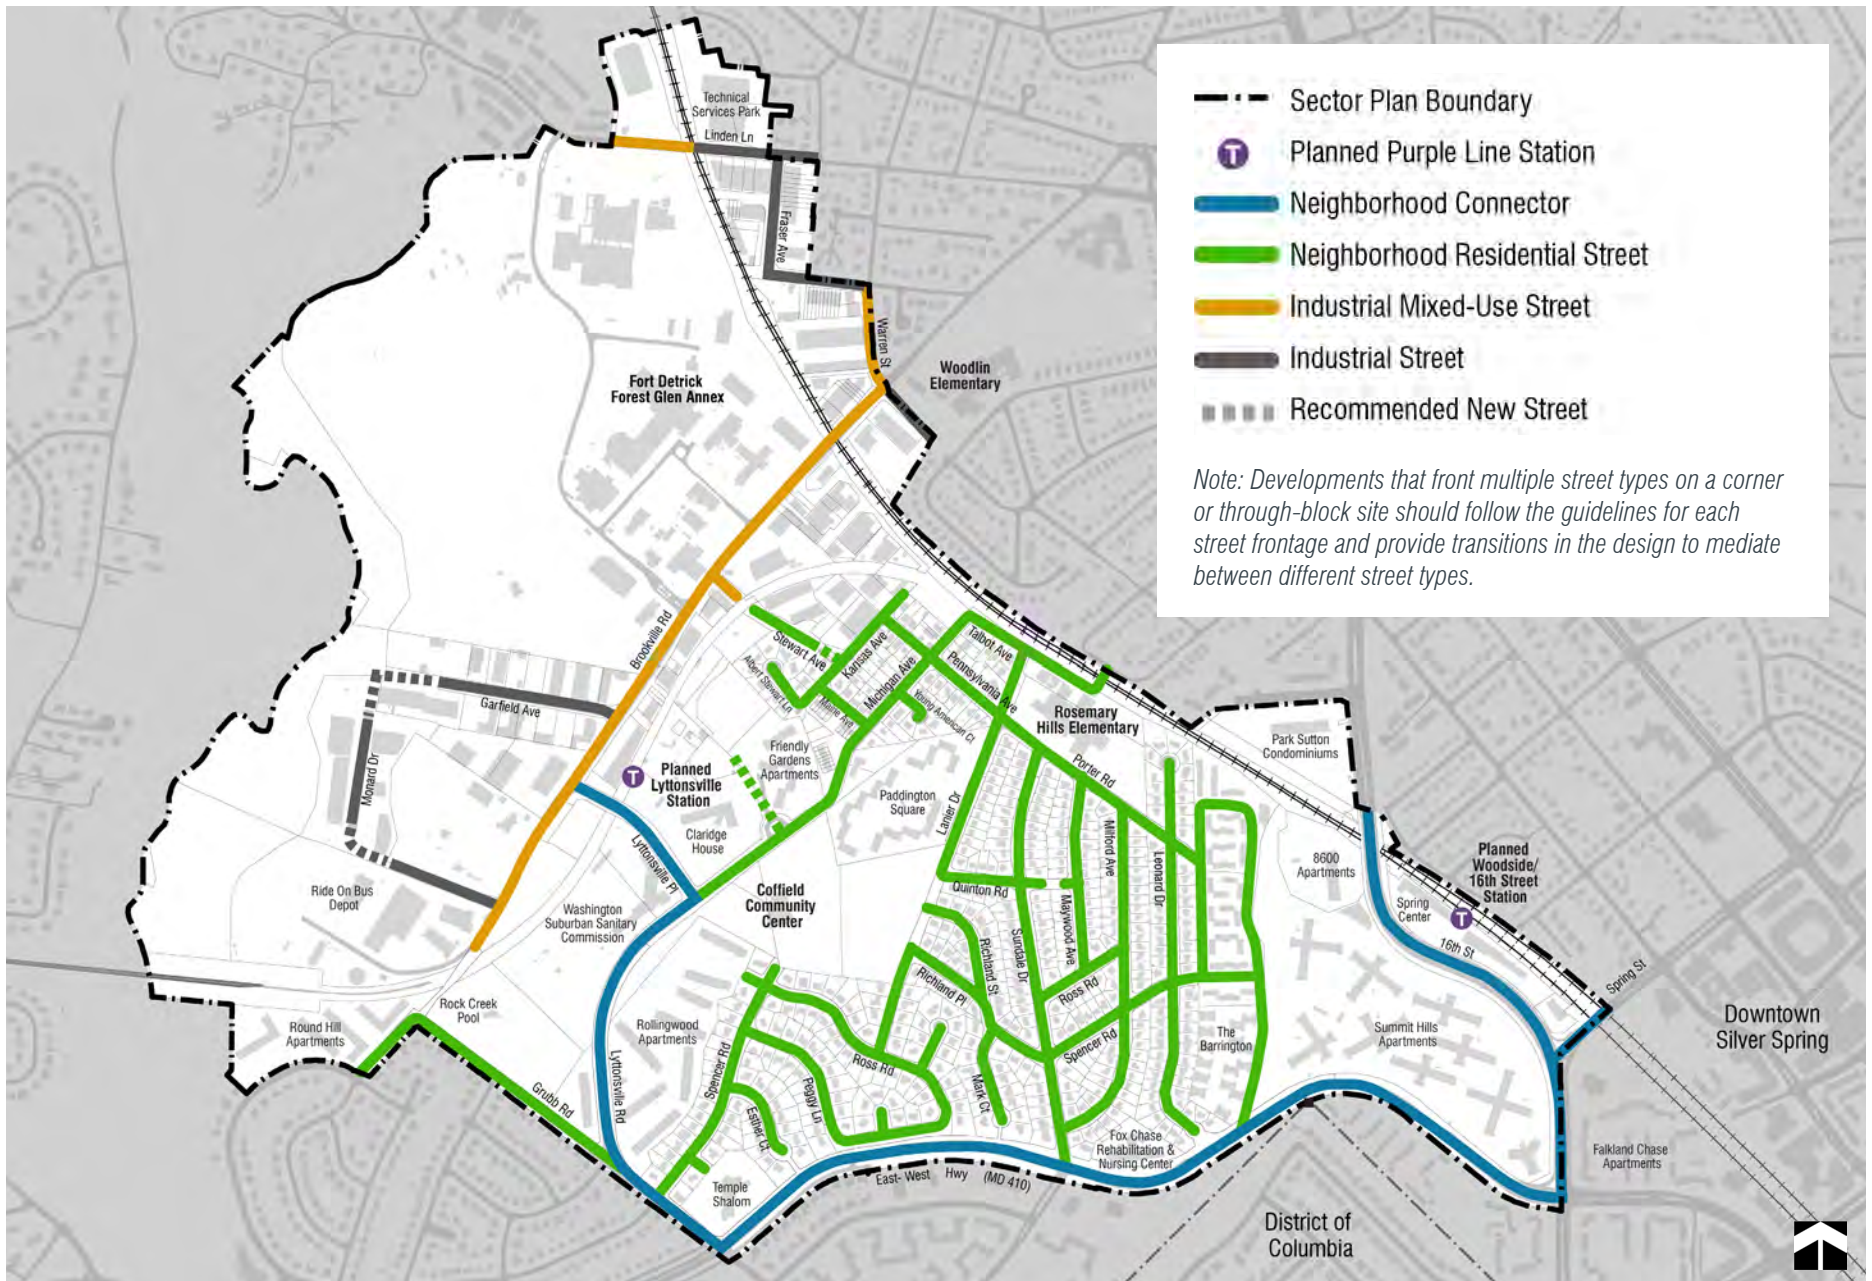 Sector Plan Boundary
T
Planned Purple Line Station
Neighborhood Connector
Neighborhood Residential Street
Industrial Mixed-Use Street
Industrial Street
Recommended New Street
Note: Developments that front multiple street types on a corner
or through-block site should follow the guidelines for each
street frontage and provide transitions in the design to mediate
between different street types.
Technical
Services Park
Linden Ln
Fraser Ave
Warren St
Woodlin
Elementary
Fort Detrick
Forest Glen Annex
Brookville Rd
Stewart Ave
Albert Stewart Ln
Kansas Ave
Maine Ave
Michigan Ave
Talbot Ave
Pennsylvania Ave
Young American Ct
Rosemary
Hills Elementary
Garfield Ave
Monard Dr
T
Planned
Lyttonsville
Station
Friendly
Gardens
Apartments
Claridge
House
Paddington
Square
Lanier Dr
Porter Rd
Park Sutton
Condominiums
Lyttonsville Pl
Ride On Bus
Depot
Washington
Suburban Sanitary
Commission
Coffield
Community
Center
Quinton Rd
Milford Ave
Leonard Dr
Maywood Ave
Sundale Dr
Richland St
Richland Pl
Ross Rd
8600
Apartments
Spring
Center
Planned
Woodside/
16th Street
Station
T
16th St
Spring St
Downtown
Silver Spring
Rock Creek
Pool
Round Hill
Apartments
Rollingwood
Apartments
Lyttonsville Rd
Grubb Rd
Spencer Rd
Esther Ct
Peggy Ln
Ross Rd
Mark Ct
Spencer Rd
The
Barrington
Summit Hills
Apartments
Fox Chase
Rehabilitation &
Nursing Center
Temple
Shalom
East- West Hwy (MD 410)
Falkland Chase
Apartments
District of
Columbia